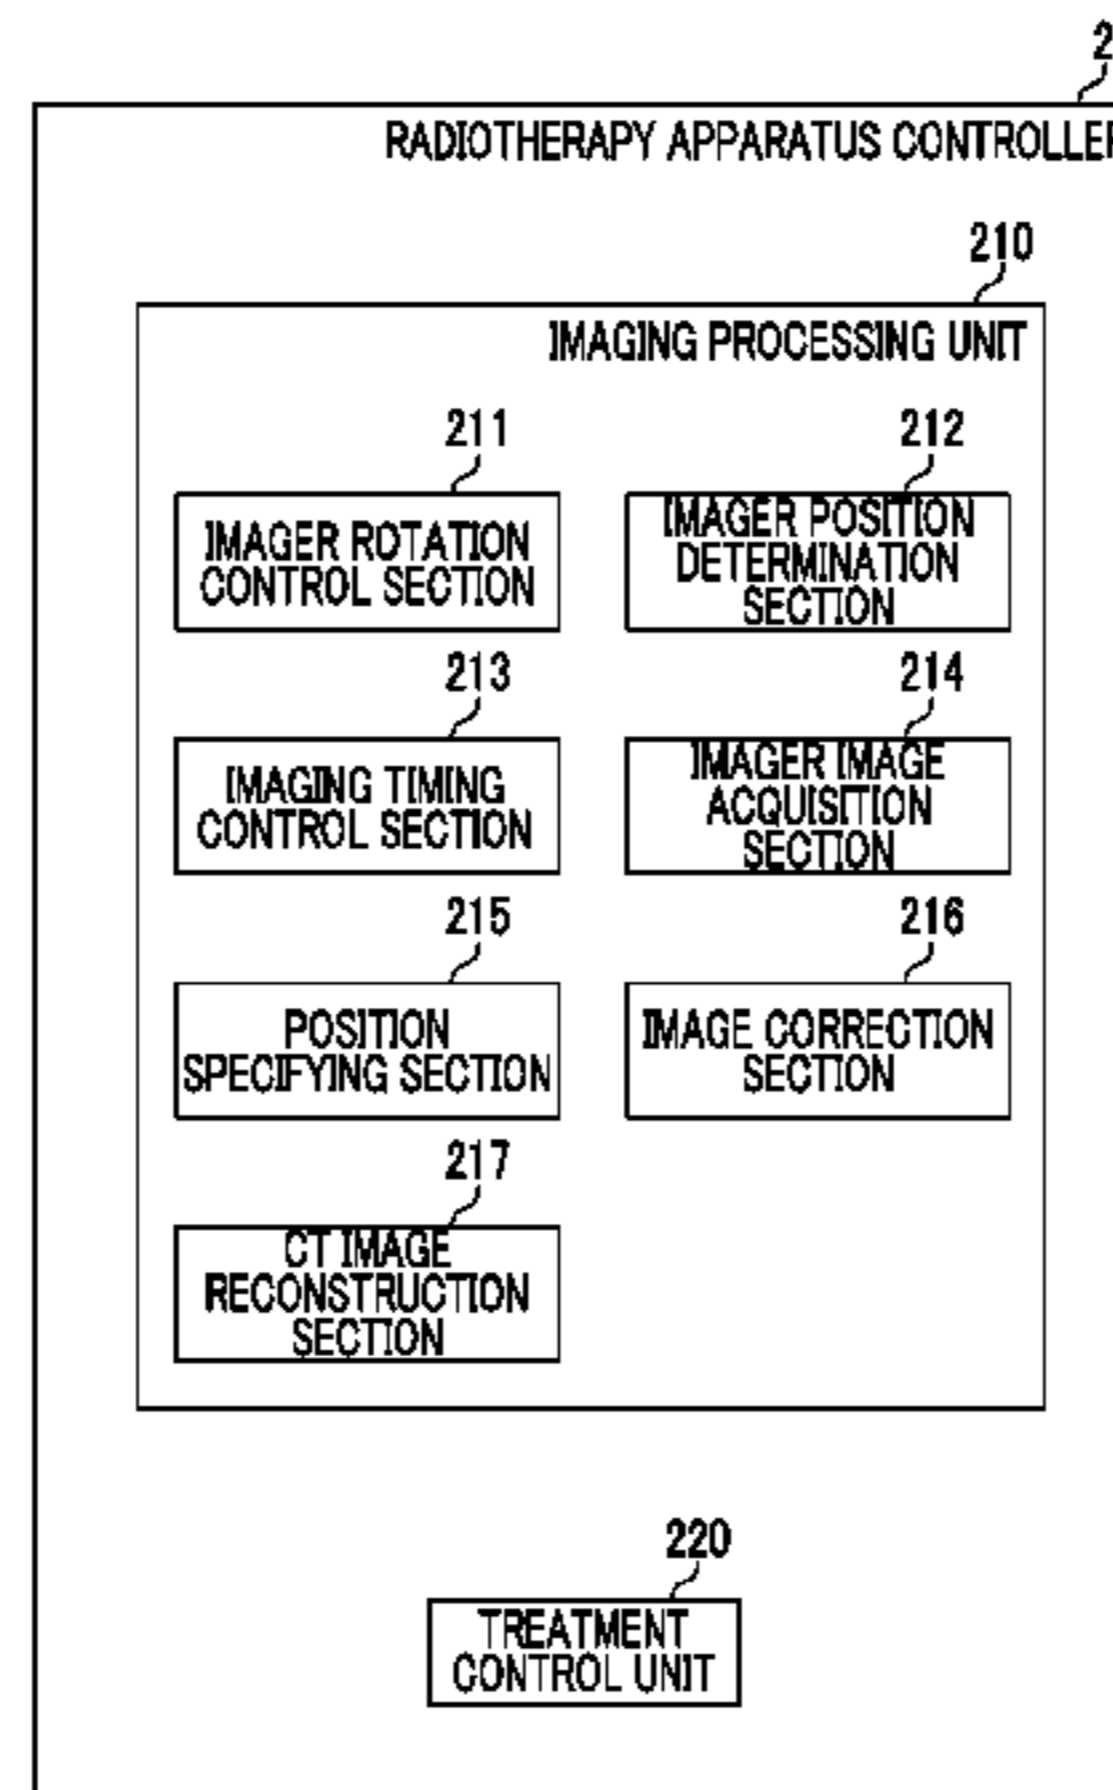 2
RADIOTHERAPY APPARATUS CONTROLLER
210
IMAGING PROCESSING UNIT
211
IMAGER ROTATION
CONTROL SECTION
212
IMAGER POSITION
DETERMINATION
SECTION
213
IMAGING TIMING
CONTROL SECTION
214
IMAGER IMAGE
ACQUISITION
SECTION
215
POSITION
SPECIFYING SECTION
216
IMAGE CORRECTION
SECTION
217
CT IMAGE
RECONSTRUCTION
SECTION
220
TREATMENT
CONTROL UNIT